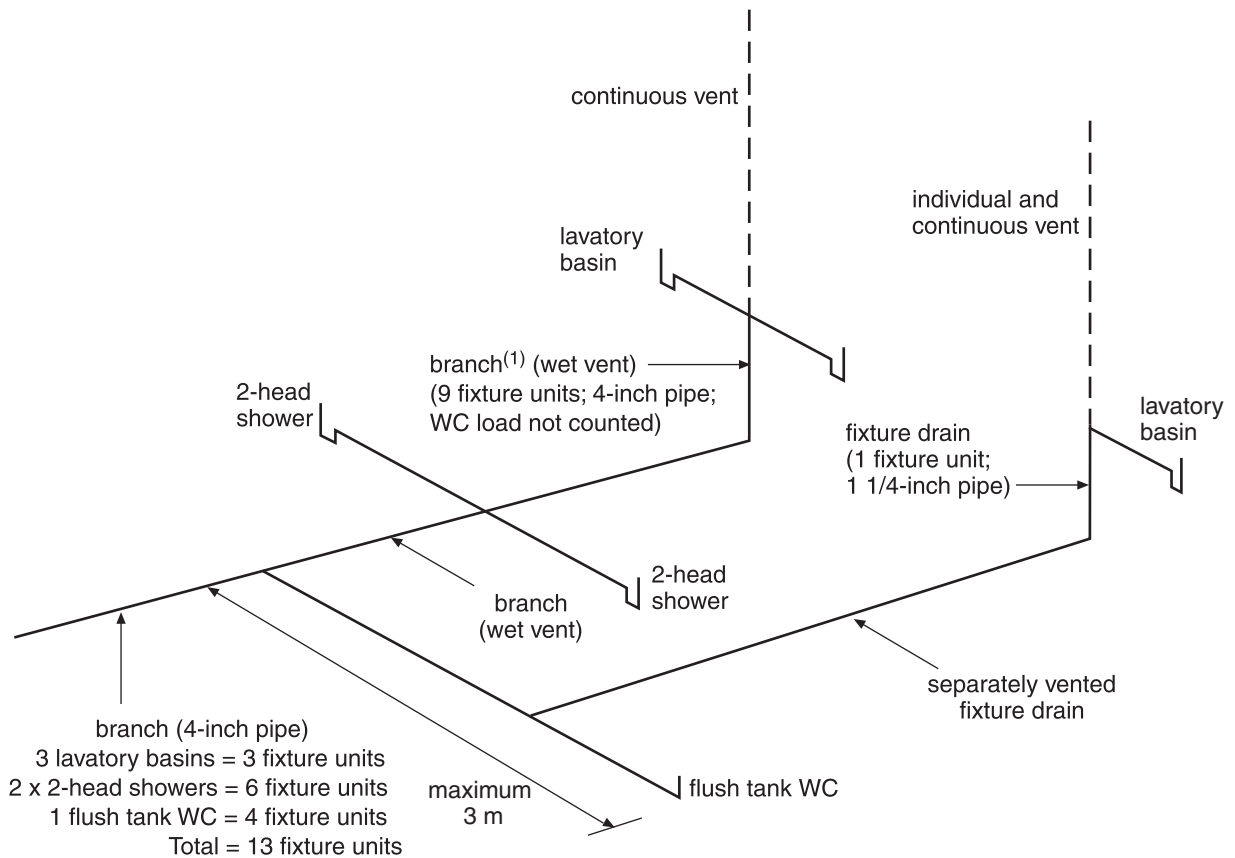 continuous vent
individual and
continuous vent
lavatory
basin
branch(1) (wet vent)
(9 fixture units; 4-inch pipe;
WC load not counted)
2-head
shower
lavatory
basin
fixture drain
(1 fixture unit;
1 1/4-inch pipe)
2-head
shower
branch
(wet vent)
separately vented
fixture drain
branch (4-inch pipe)
3 lavatory basins = 3 fixture units
2 x 2-head showers = 6 fixture units
1 flush tank WC = 4 fixture units
Total = 13 fixture units
maximum
3 m
flush tank WC